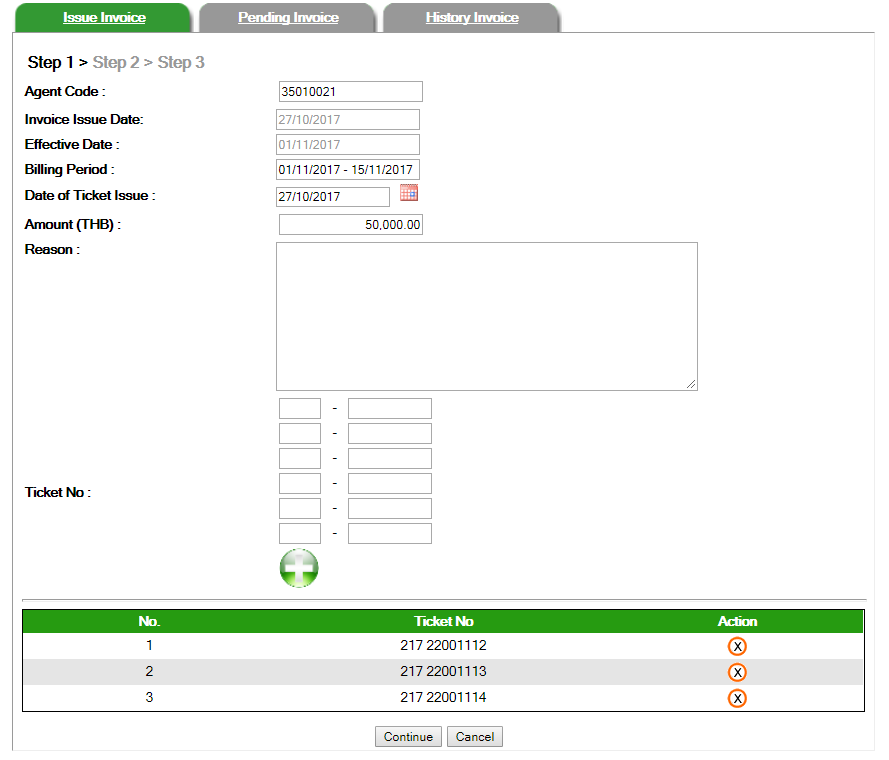 Issue Invoice Pending Invoice History Invoice
Step 1 > Step 2 > Step 3
Agent Code : 35010021
Invoice Issue Date: 27/10/2017
Effective Date : 01/11/2017
Billing Period : 01/11/2017 - 15/11/2017
Date of Ticket Issue : 27/10/2017
Amount (THB) : 50,000.00
Reason :
-
-
-
-
Ticket No :
-
-
No. Ticket No Action
1 217 22001112 X
2 217 22001113 X
3 217 22001114 X
Continue Cancel